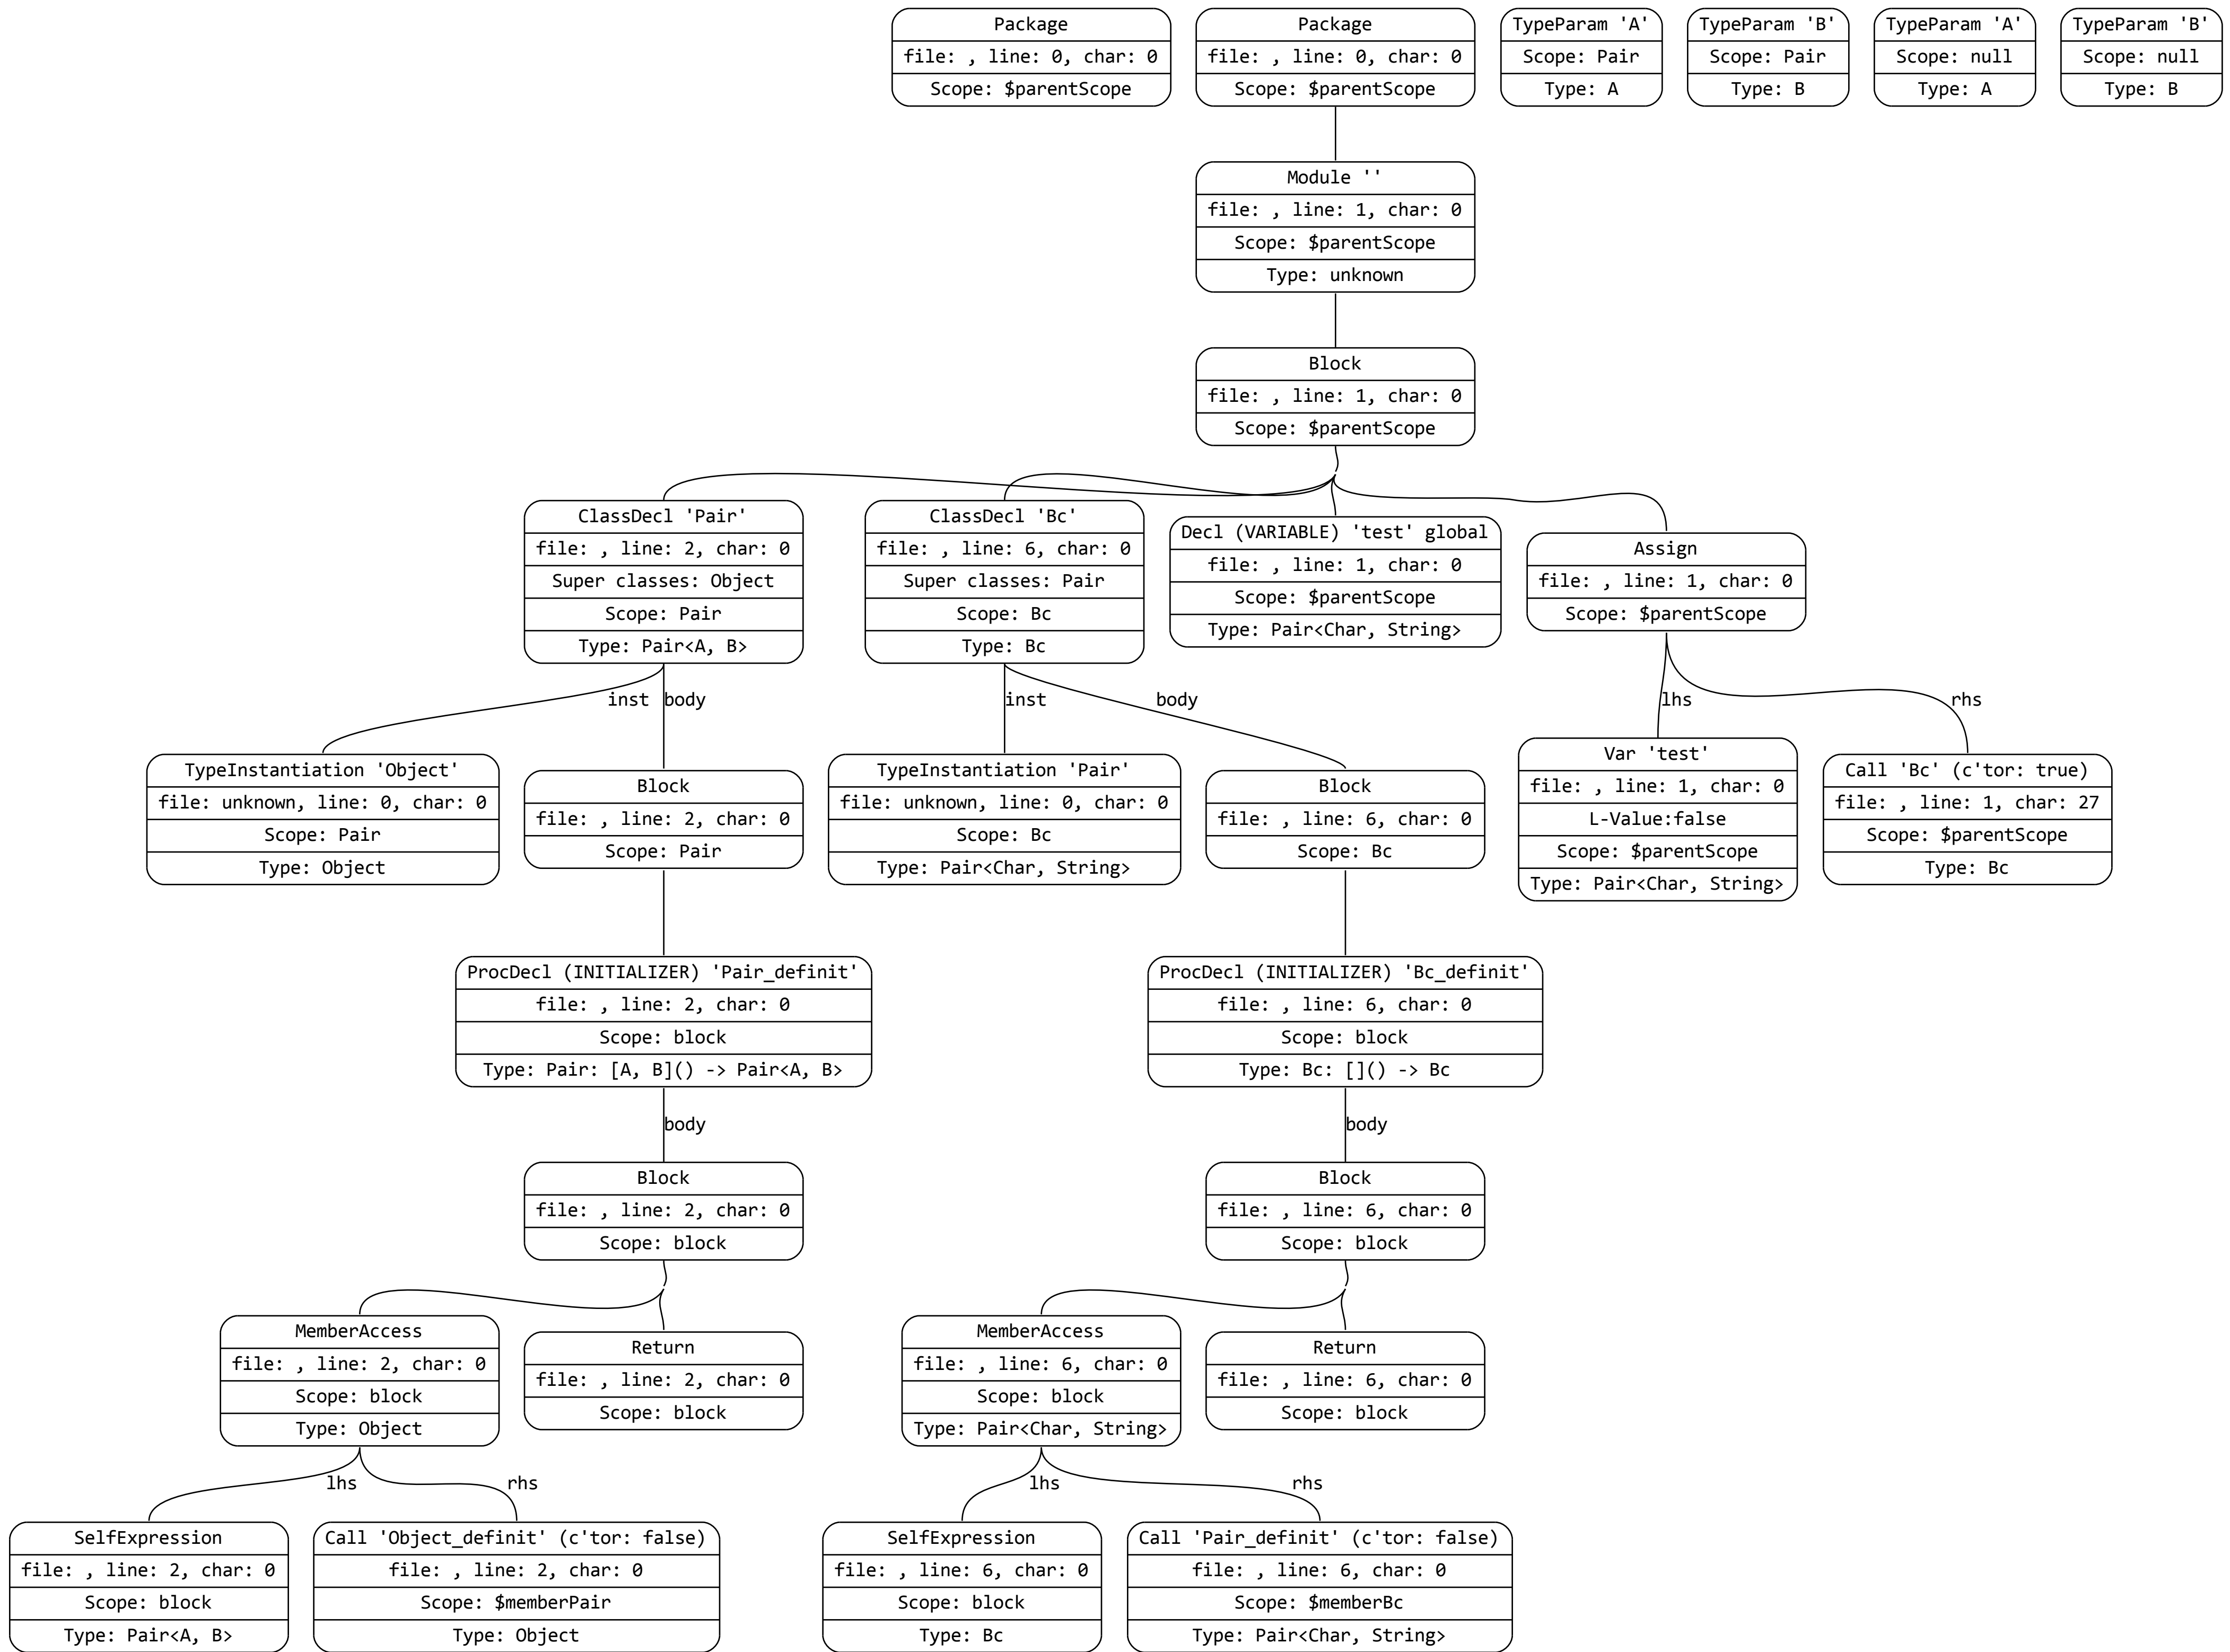 Package
file: , line: 0, char: 0
Scope: $parentScope
Package
file: , line: 0, char: 0
Scope: $parentScope
TypeParam 'A'
Scope: Pair
Type: A
TypeParam 'B'
Scope: Pair
Type: B
TypeParam 'A'
Scope: null
Type: A
TypeParam 'B'
Scope: null
Type: B
Module ''
file: , line: 1, char: 0
Scope: $parentScope
Type: unknown
Block
file: , line: 1, char: 0
Scope: $parentScope
ClassDecl 'Pair'
file: , line: 2, char: 0
Super classes: Object
Scope: Pair
Type: Pair<A, B>
ClassDecl 'Bc'
file: , line: 6, char: 0
Super classes: Pair
Scope: Bc
Type: Bc
Decl (VARIABLE) 'test' global
file: , line: 1, char: 0
Scope: $parentScope
Type: Pair<Char, String>
Assign
file: , line: 1, char: 0
Scope: $parentScope
inst
body
inst
body
lhs
rhs
TypeInstantiation 'Object'
file: unknown, line: 0, char: 0
Scope: Pair
Type: Object
Block
file: , line: 2, char: 0
Scope: Pair
TypeInstantiation 'Pair'
file: unknown, line: 0, char: 0
Scope: Bc
Type: Pair<Char, String>
Block
file: , line: 6, char: 0
Scope: Bc
Var 'test'
file: , line: 1, char: 0
L-Value:false
Scope: $parentScope
Type: Pair<Char, String>
Call 'Bc' (c'tor: true)
file: , line: 1, char: 27
Scope: $parentScope
Type: Bc
ProcDecl (INITIALIZER) 'Pair_definit'
file: , line: 2, char: 0
Scope: block
Type: Pair: [A, B]() -> Pair<A, B>
ProcDecl (INITIALIZER) 'Bc_definit'
file: , line: 6, char: 0
Scope: block
Type: Bc: []() -> Bc
body
body
Block
file: , line: 2, char: 0
Scope: block
Block
file: , line: 6, char: 0
Scope: block
MemberAccess
file: , line: 2, char: 0
Scope: block
Type: Object
Return
file: , line: 2, char: 0
Scope: block
MemberAccess
file: , line: 6, char: 0
Scope: block
Type: Pair<Char, String>
Return
file: , line: 6, char: 0
Scope: block
lhs
rhs
lhs
rhs
SelfExpression
file: , line: 2, char: 0
Scope: block
Type: Pair<A, B>
Call 'Object_definit' (c'tor: false)
file: , line: 2, char: 0
Scope: $memberPair
Type: Object
SelfExpression
file: , line: 6, char: 0
Scope: block
Type: Bc
Call 'Pair_definit' (c'tor: false)
file: , line: 6, char: 0
Scope: $memberBc
Type: Pair<Char, String>